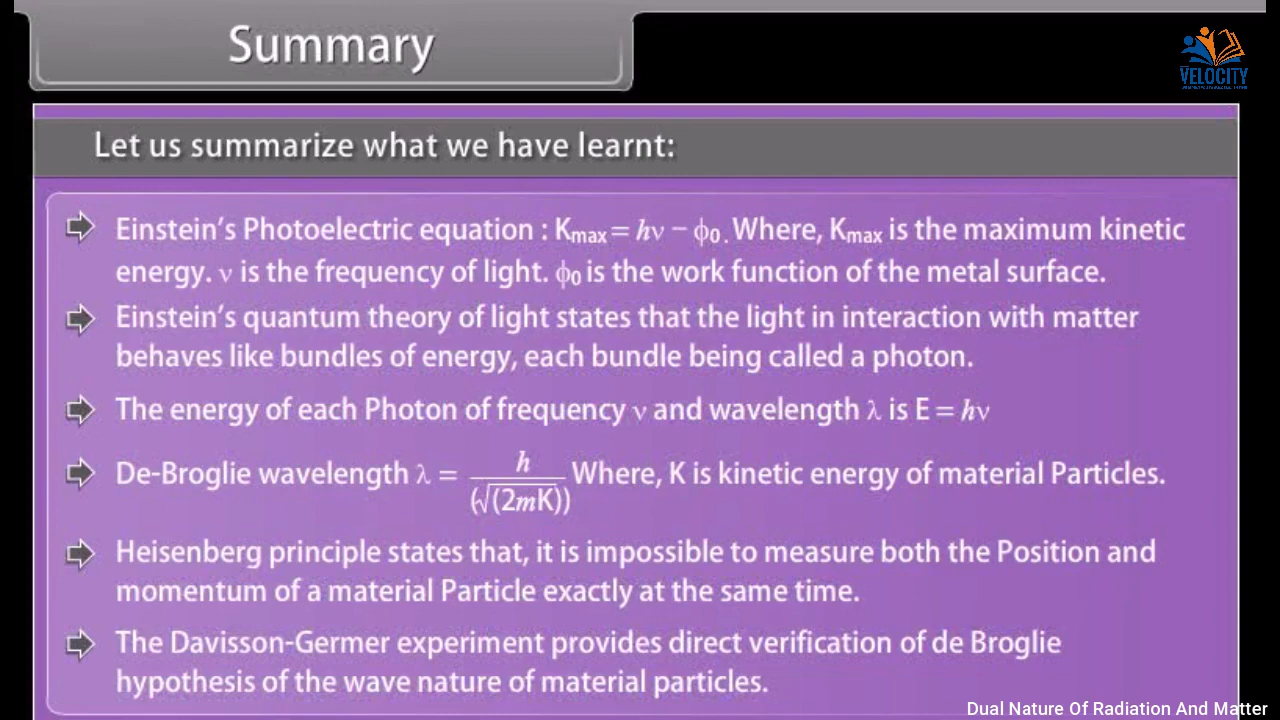 Summary
VELOCITY
Let us summarize what we have learnt:
Einstein's Photoelectric equation : Kmax = hν − ϕ0. Where, Kmax is the maximum kinetic
energy. ν is the frequency of light. ϕ0 is the work function of the metal surface.
Einstein's quantum theory of light states that the light in interaction with matter
behaves like bundles of energy, each bundle being called a photon.
The energy of each Photon of frequency ν and wavelength λ is E = hν
De-Broglie wavelength λ = h / (√(2mK)) Where, K is kinetic energy of material Particles.
Heisenberg principle states that, it is impossible to measure both the Position and
momentum of a material Particle exactly at the same time.
The Davisson-Germer experiment provides direct verification of de Broglie
hypothesis of the wave nature of material particles.
Dual Nature Of Radiation And Matter